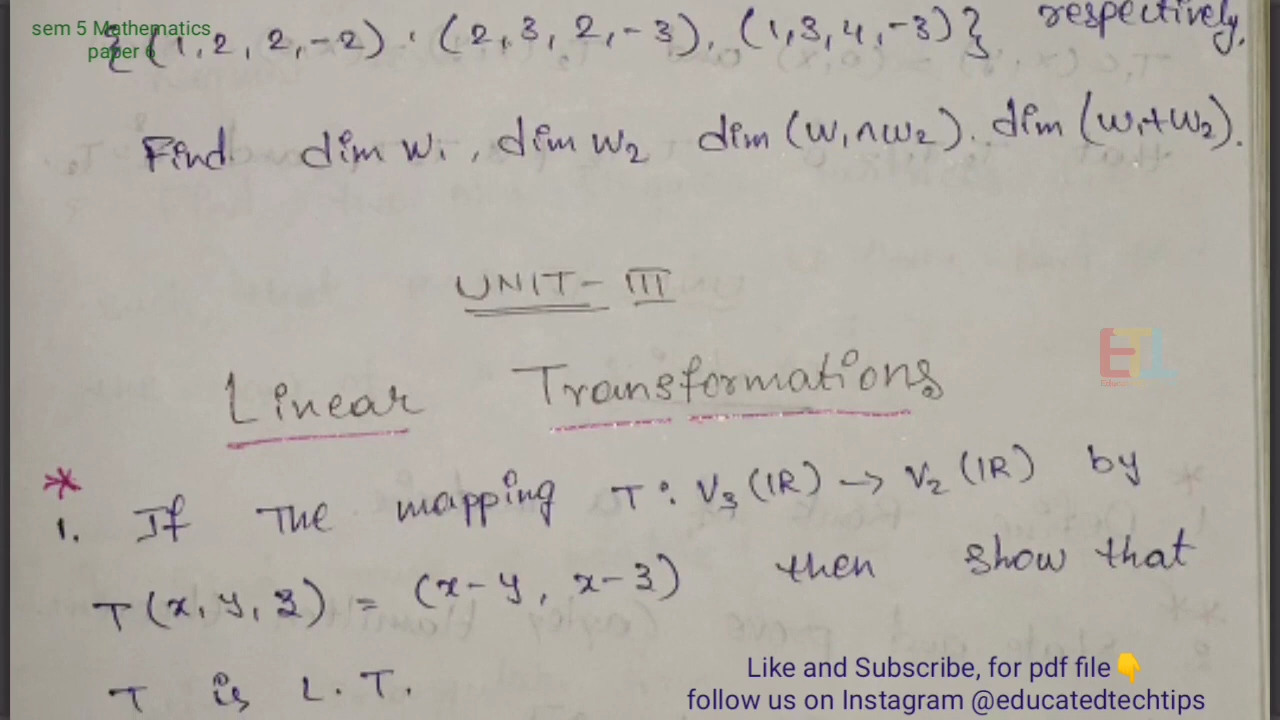 sem 5 Mathematics
paper 6
{(1,2,2,-2). (2,3,2,-3), (1,3,4,-3)} respectively.
Find dim W₁, dim W₂ dim (W₁∩W₂). dim (W₁+W₂).
UNIT-III
Linear Transformations
*
1. If The mapping T: V₃(IR) → V₂(IR) by
T(x,y,z) = (x-y, x-z) then show that
T is L.T.
ETL
Like and Subscribe, for pdf file👇
follow us on Instagram @educatedtechtips